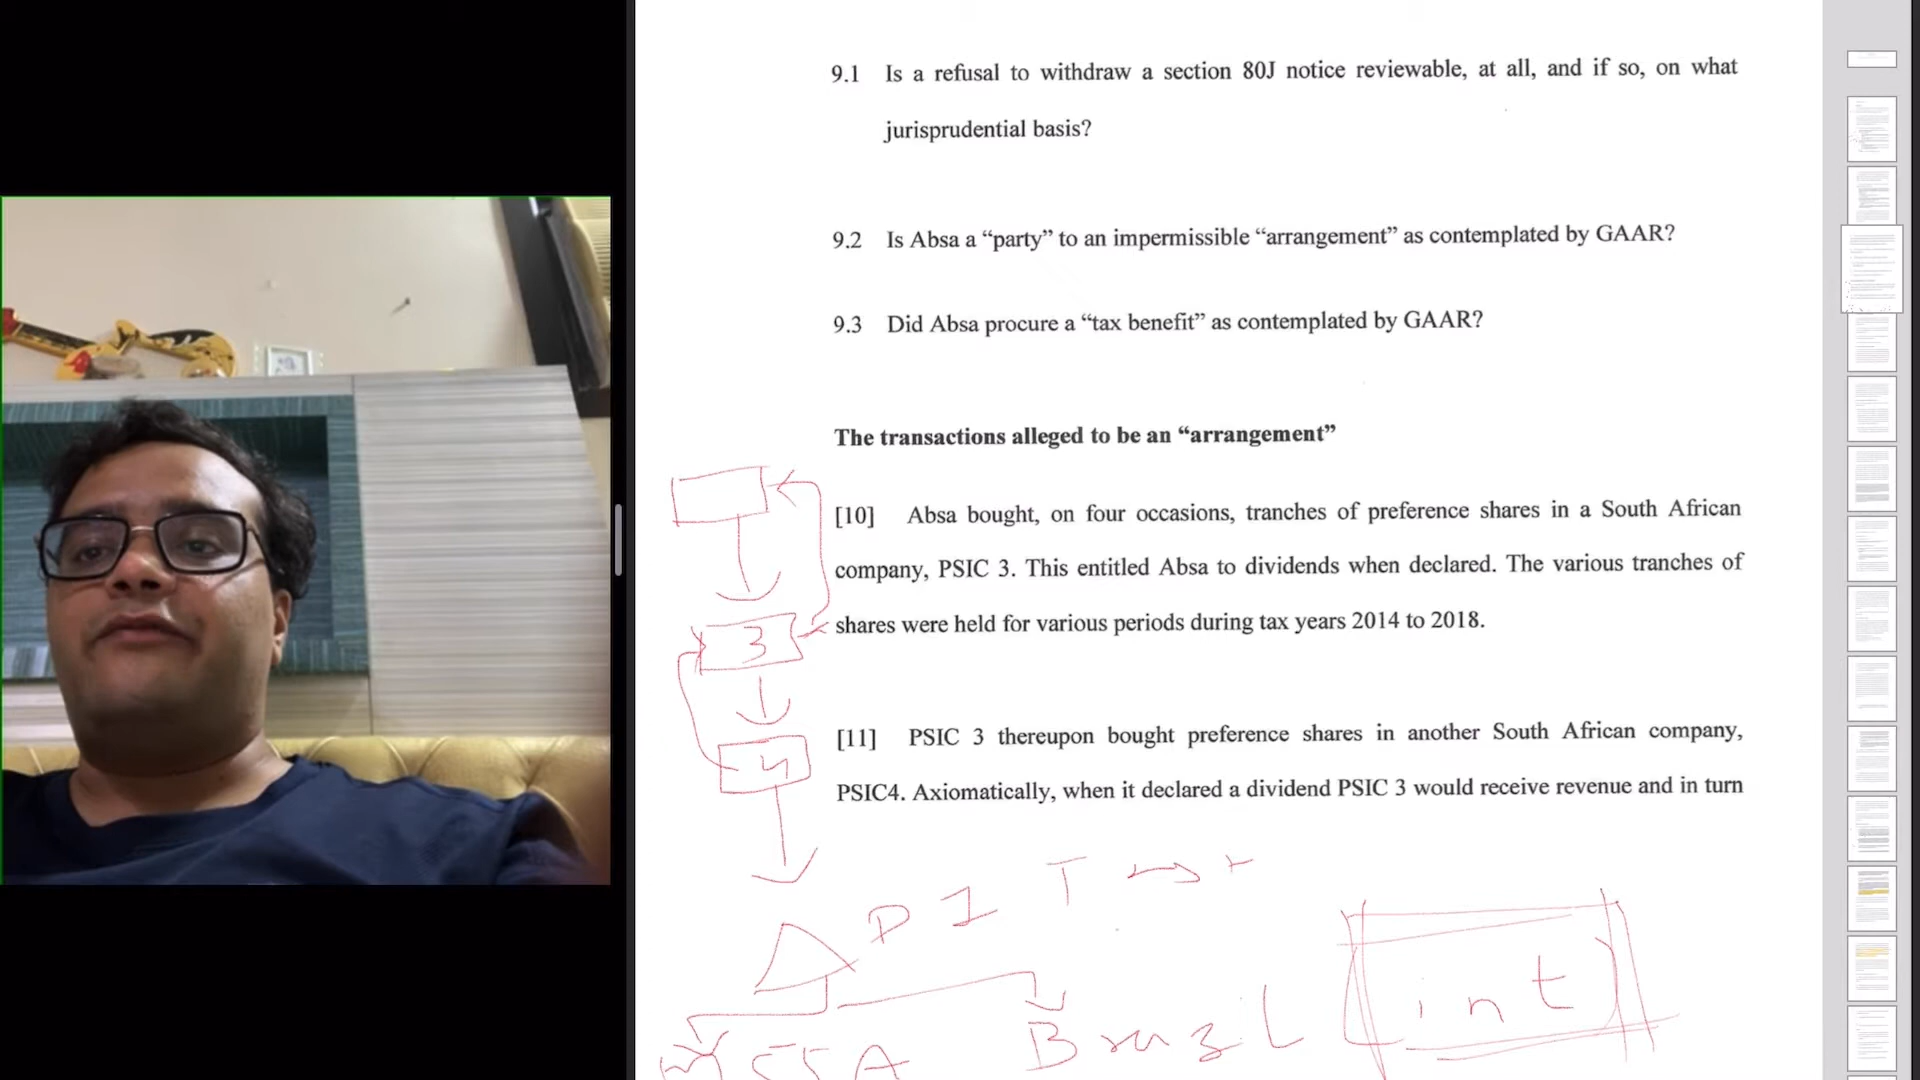 9.1 Is a refusal to withdraw a section 80J notice reviewable, at all, and if so, on what
jurisprudential basis?
9.2 Is Absa a “party” to an impermissible “arrangement” as contemplated by GAAR?
9.3 Did Absa procure a “tax benefit” as contemplated by GAAR?
The transactions alleged to be an “arrangement”
[10] Absa bought, on four occasions, tranches of preference shares in a South African
company, PSIC 3. This entitled Absa to dividends when declared. The various tranches of
shares were held for various periods during tax years 2014 to 2018.
3
[11] PSIC 3 thereupon bought preference shares in another South African company,
4
PSIC4. Axiomatically, when it declared a dividend PSIC 3 would receive revenue and in turn
D 1 T
int
Brazil